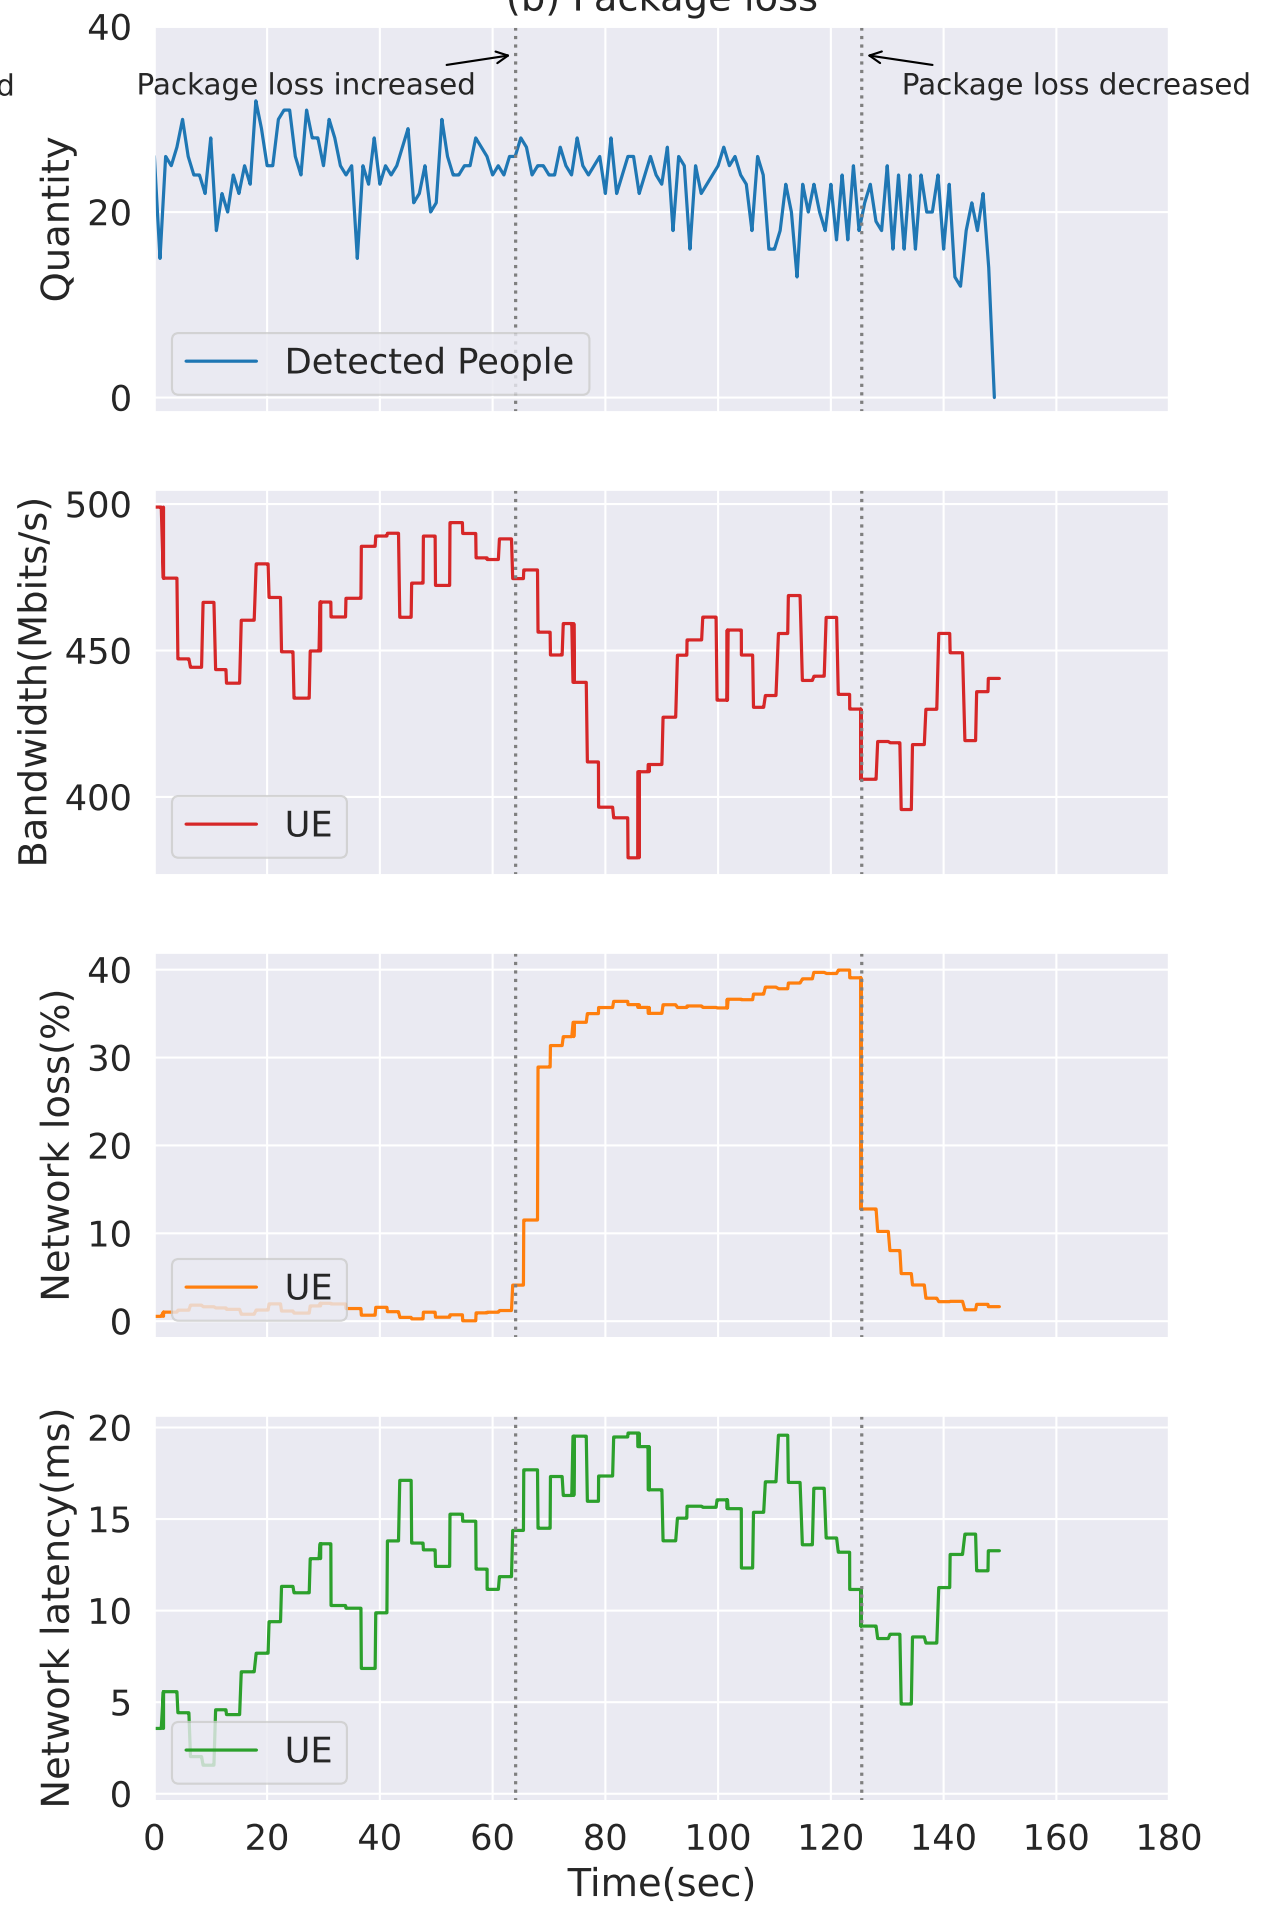 (b) Package loss
d
Package loss increased
Package loss decreased
Quantity
40
20
0
Detected People
Bandwidth(Mbits/s)
500
450
400
UE
Network loss(%)
40
30
20
10
0
UE
Network latency(ms)
20
15
10
5
0
UE
0 20 40 60 80 100 120 140 160 180
Time(sec)